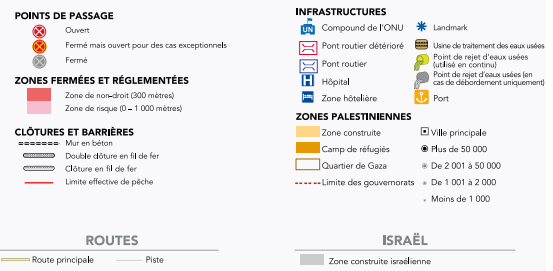 POINTS DE PASSAGE
Ouvert
Fermé mais ouvert pour des cas exceptionnels
Fermé
ZONES FERMÉES ET RÉGLEMENTÉES
Zone de non-droit (300 mètres)
Zone de risque (0 – 1 000 mètres)
CLÔTURES ET BARRIÈRES
Mur en béton
Double clôture en fil de fer
Clôture en fil de fer
Limite effective de pêche
INFRASTRUCTURES
UN Compound de l'ONU
Pont routier détérioré
Pont routier
H Hôpital
Zone hôtelière
Landmark
Usine de traitement des eaux usées
Point de rejet d'eaux usées
(utilisé en continu)
Point de rejet d'eaux usées (en
cas de débordement uniquement)
Port
ZONES PALESTINIENNES
Zone construite
Camp de réfugiés
Quartier de Gaza
Limite des gouvernorats
Ville principale
Plus de 50 000
De 2 001 à 50 000
De 1 001 à 2 000
Moins de 1 000
ROUTES
Route principale
Piste
ISRAËL
Zone construite israélienne